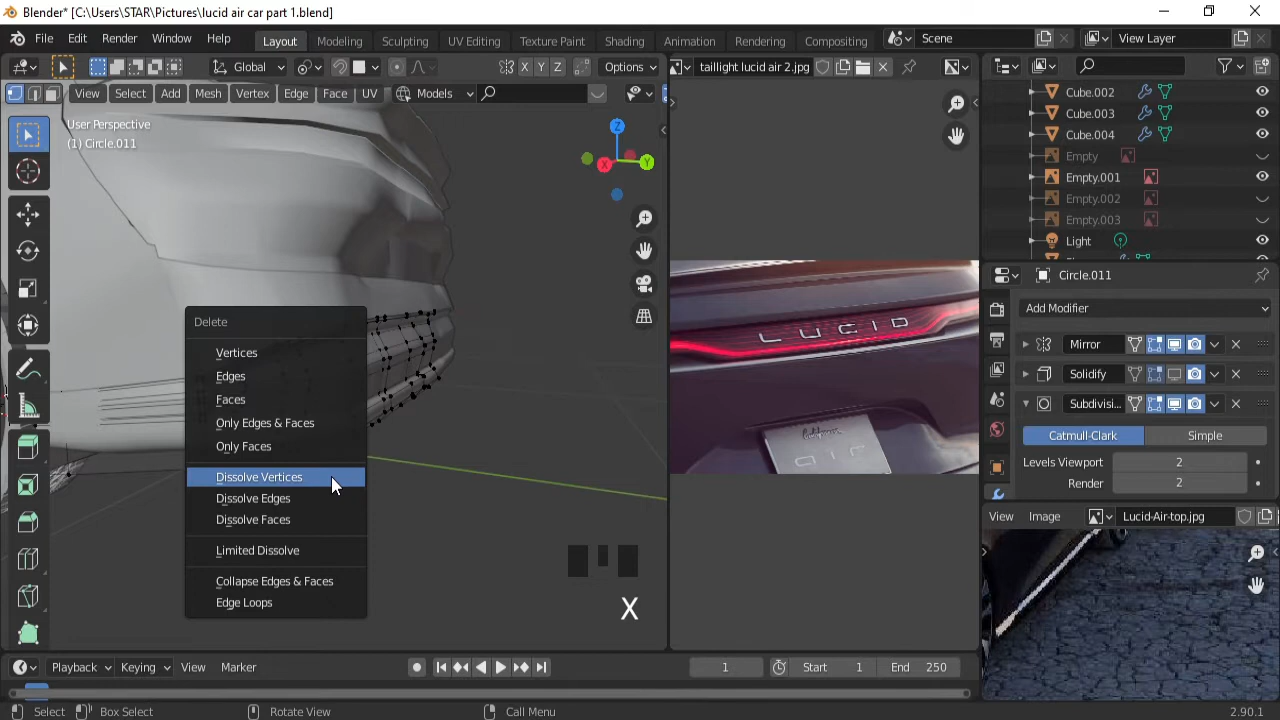 Blender* [C:\Users\STAR\Pictures\lucid air car part 1.blend]
File Edit Render Window Help
Layout Modeling Sculpting UV Editing Texture Paint Shading Animation Rendering Compositing
Scene
View Layer
Global
X Y Z
Options
taillight lucid air 2.jpg
View Select Add Mesh Vertex Edge Face UV
Models
User Perspective
(1) Circle.011
Z
X
Y
Cube.002
Cube.003
Cube.004
Empty
Empty.001
Empty.002
Empty.003
Light
Circle.011
Add Modifier
Mirror
Solidify
Subdivisi...
Catmull-Clark Simple
Levels Viewport 2
Render 2
View Image Lucid-Air-top.jpg
Delete
Vertices
Edges
Faces
Only Edges & Faces
Only Faces
Dissolve Vertices
Dissolve Edges
Dissolve Faces
Limited Dissolve
Collapse Edges & Faces
Edge Loops
X
LUCID
AIR
Playback Keying View Marker
1
Start 1
End 250
Select Box Select Rotate View Call Menu
2.90.1